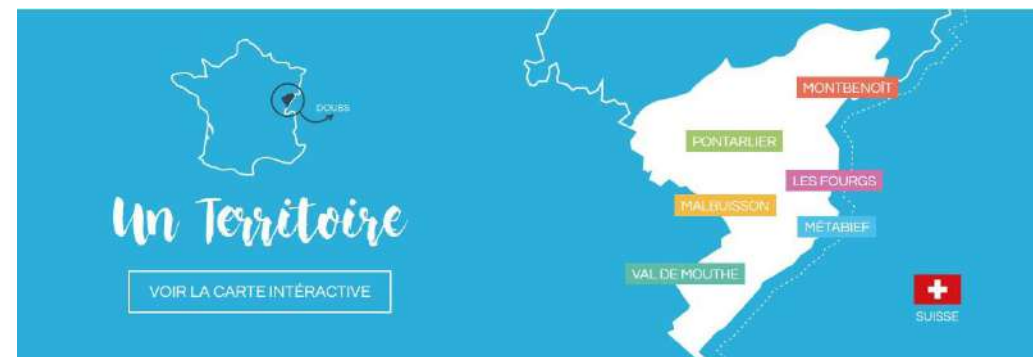 DOUBS
Un Territoire
VOIR LA CARTE INTÉRACTIVE
MONTBENOÎT
PONTARLIER
LES FOURGS
MALBUISSON
MÉTABIEF
VAL DE MOUTHE
SUISSE